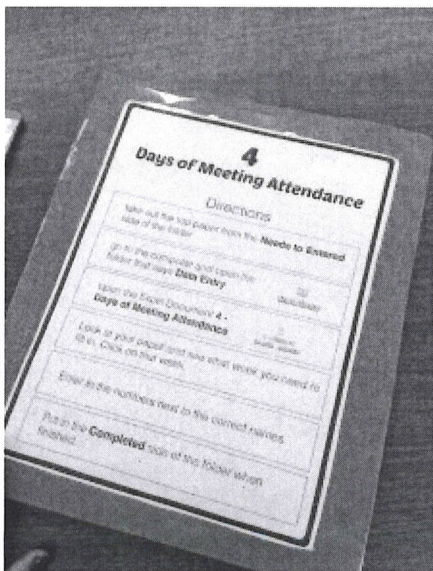 4
Days of Meeting Attendance
Directions
Take out the top paper from the Needs to Entered
side of the folder
go to the computer and open the
folder that says Data Entry
Data Entry
open the Excel Document 4 -
Days of Meeting Attendance
Look at your paper and see what week you need to
fill in. Click on that week.
Enter in the numbers next to the correct names
Put in the Completed side of the folder when
finished